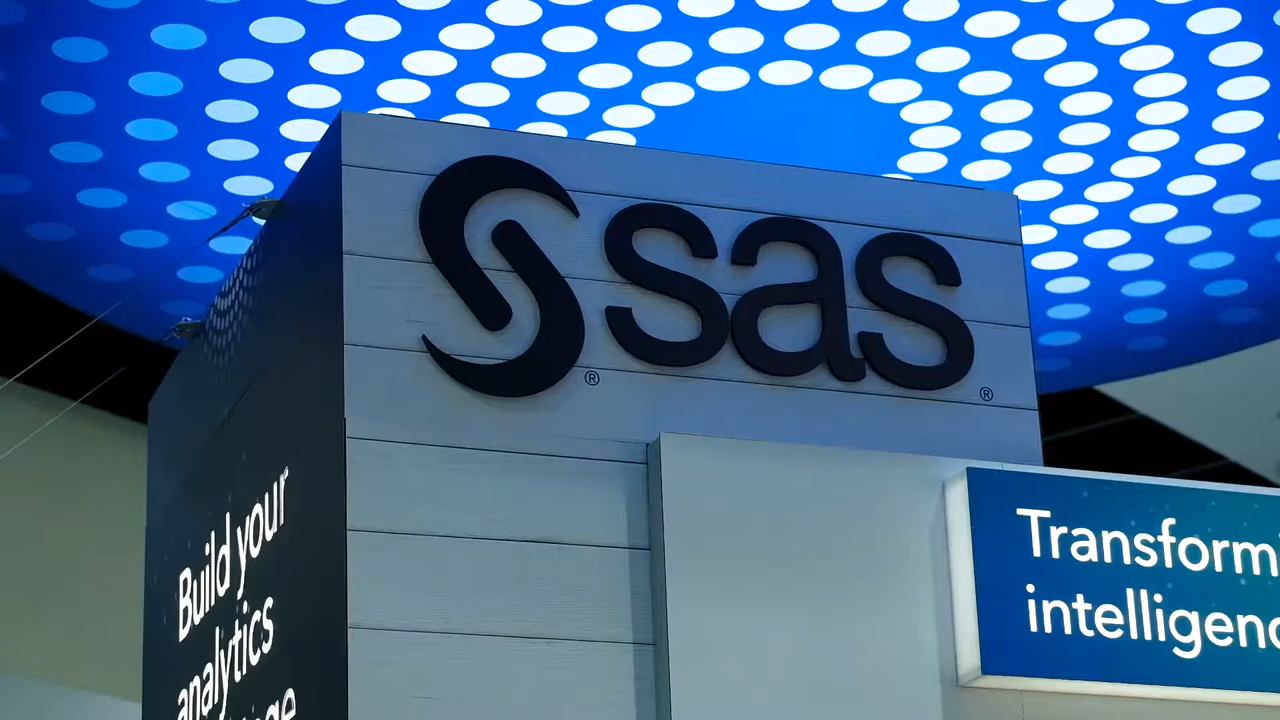 sas
®
®
Build your
analytics
Transform
intelligenc